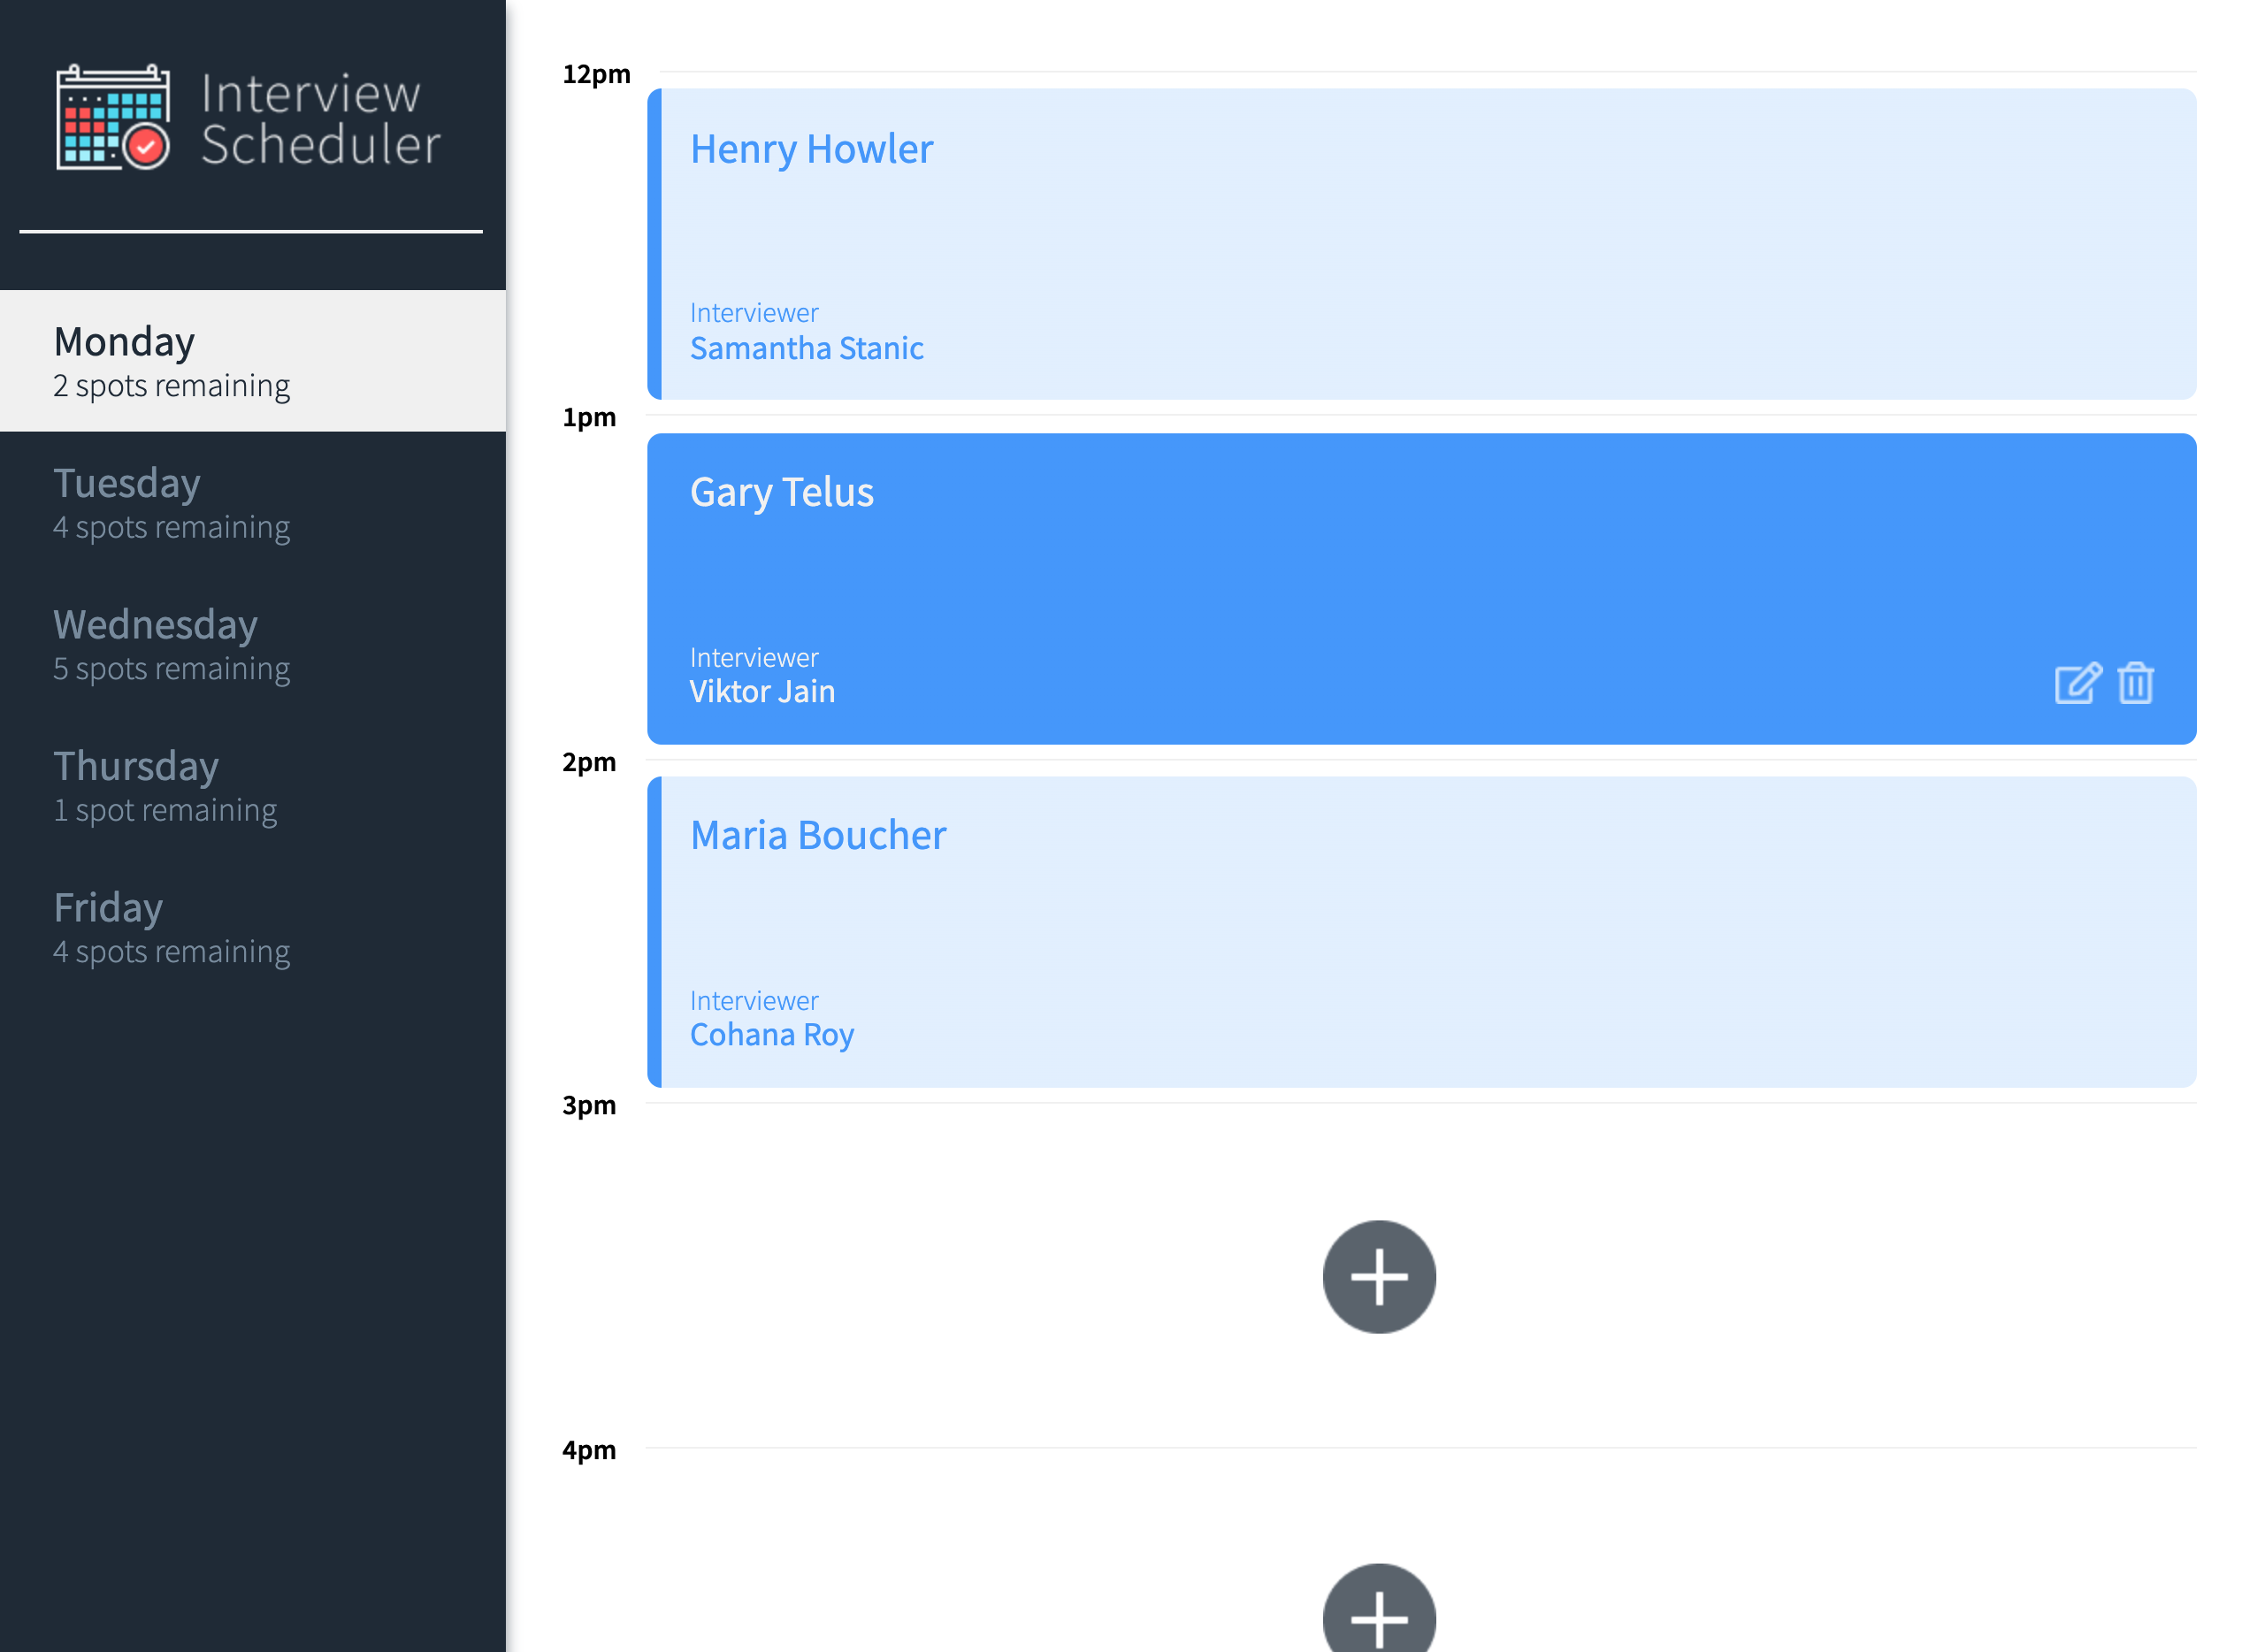 Interview
Scheduler
Monday
2 spots remaining
Tuesday
4 spots remaining
Wednesday
5 spots remaining
Thursday
1 spot remaining
Friday
4 spots remaining
12pm
Henry Howler
Interviewer
Samantha Stanic
1pm
Gary Telus
Interviewer
Viktor Jain
2pm
Maria Boucher
Interviewer
Cohana Roy
3pm
4pm